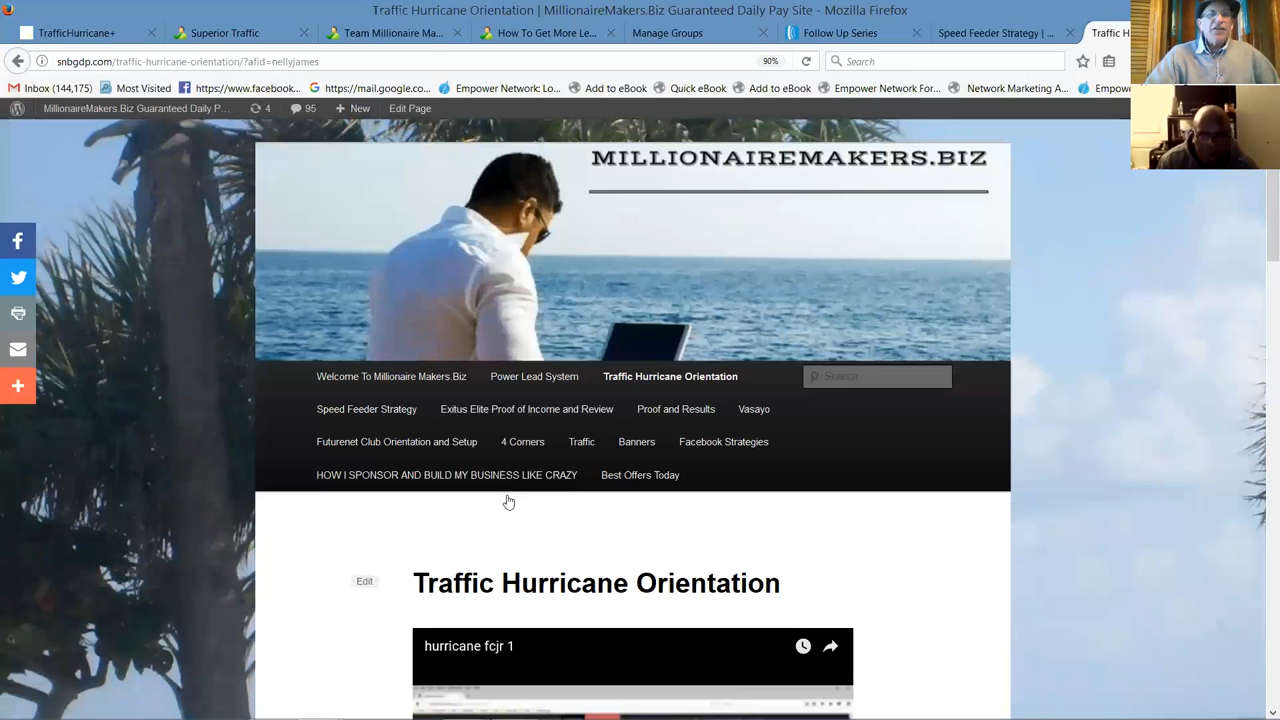 Traffic Hurricane Orientation | MillionaireMakers.Biz Guaranteed Daily Pay Site - Mozilla Firefox
TrafficHurricane+ Superior Traffic Team Millionaire Ma... How To Get More Le... Manage Groups Follow Up Series Speed Feeder Strategy | ... Traffic H
snbgdp.com/traffic-hurricane-orientation/?afid=nellyjames 90% Search
Inbox (144,175) Most Visited https://www.facebook... https://mail.google.co... Empower Network: Lo... Add to eBook Quick eBook Add to eBook Empower Network For... Network Marketing A... Empowe
MillionaireMakers.Biz Guaranteed Daily P... 4 95 New Edit Page
MILLIONAIREMAKERS.BIZ
Welcome To Millionaire Makers.Biz Power Lead System Traffic Hurricane Orientation Search
Speed Feeder Strategy Exitus Elite Proof of Income and Review Proof and Results Vasayo
Futurenet Club Orientation and Setup 4 Corners Traffic Banners Facebook Strategies
HOW I SPONSOR AND BUILD MY BUSINESS LIKE CRAZY Best Offers Today
Edit Traffic Hurricane Orientation
hurricane fcjr 1